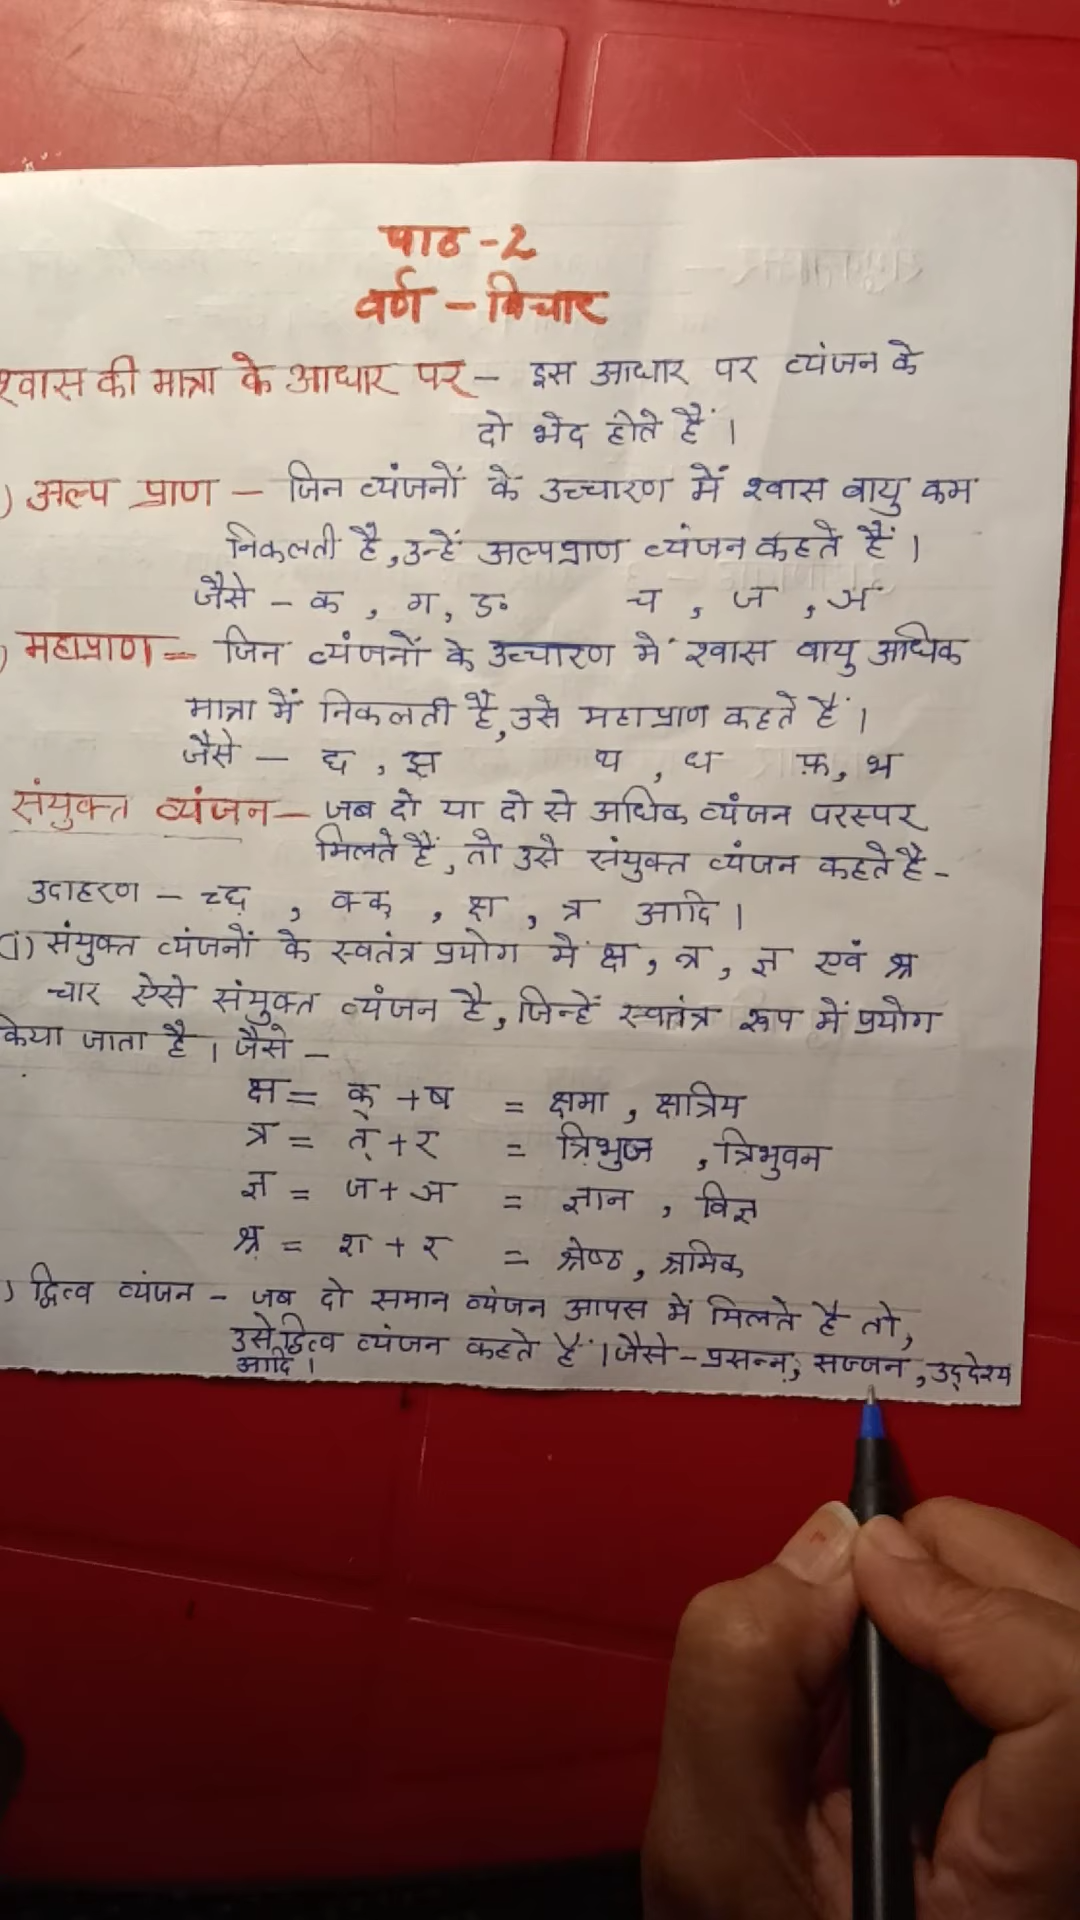 पाठ -2
वर्ण - विचार
श्वास की मात्रा के आधार पर - इस आधार पर व्यंजन के
दो भेद होते हैं ।
) अल्प प्राण - जिन व्यंजनों के उच्चारण में श्वास वायु कम
निकलती है, उन्हें अल्पप्राण व्यंजन कहते हैं ।
जैसे - क , ग, ङ च , ज , ञ
) महाप्राण - जिन व्यंजनों के उच्चारण में श्वास वायु अधिक
मात्रा में निकलती है, उसे महाप्राण कहते हैं ।
जैसे - घ , झ थ , ध फ़, भ
संयुक्त व्यंजन - जब दो या दो से अधिक व्यंजन परस्पर
मिलते हैं, तो उसे संयुक्त व्यंजन कहते है -
उदाहरण - च्छ , क्क , क्ष , त्र आदि ।
(i) संयुक्त व्यंजनों के स्वतंत्र प्रयोग में क्ष, त्र, ज्ञ एवं श्र
चार ऐसे संयुक्त व्यंजन है, जिन्हें स्वतंत्र रूप में प्रयोग
किया जाता है । जैसे -
क्ष = क् + ष = क्षमा , क्षत्रिय
त्र = त् + र = त्रिभुज , त्रिभुवन
ज्ञ = ज + ञ = ज्ञान , विज्ञ
श्र = श + र = श्रेष्ठ , श्रमिक
) द्वित्व व्यंजन - जब दो समान व्यंजन आपस में मिलते है तो,
उसे द्वित्व व्यंजन कहते हैं । जैसे - प्रसन्न, सज्जन, उद्देश्य
आदि ।